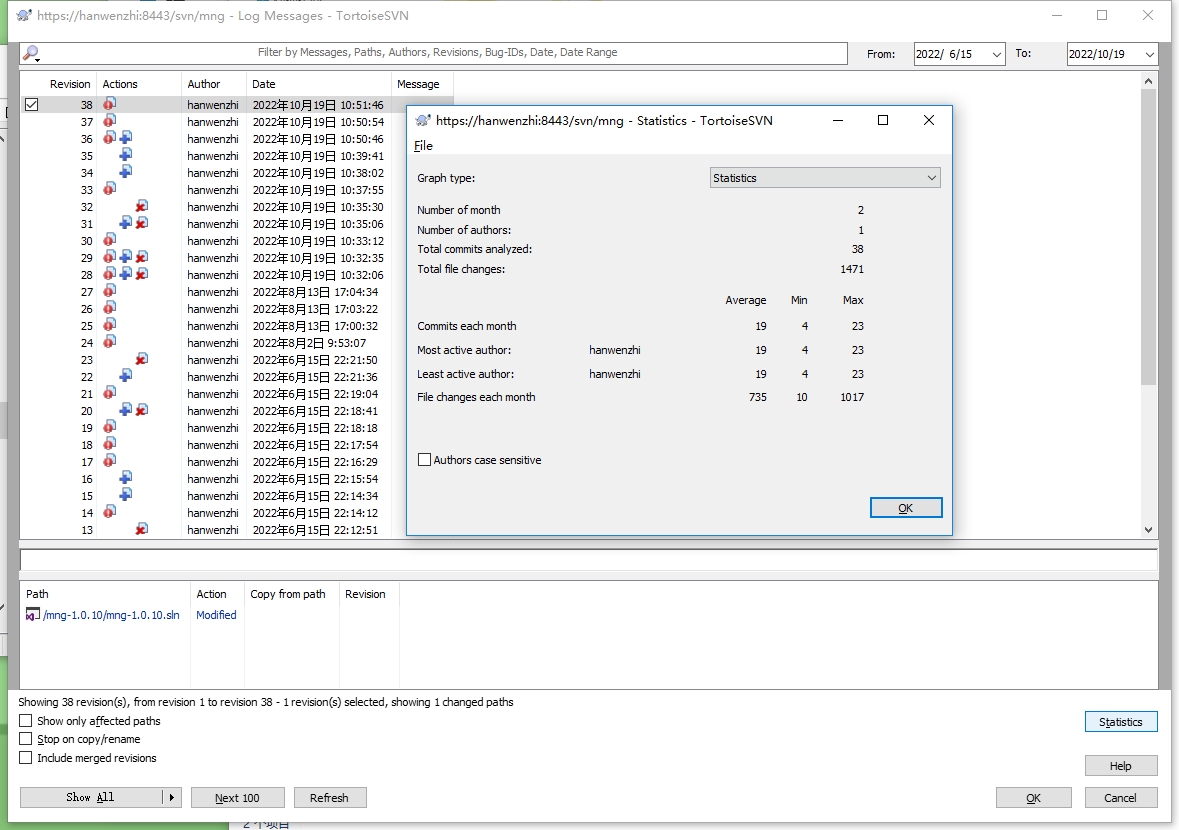 https://hanwenzhi:8443/svn/mng - Log Messages - TortoiseSVN
Filter by Messages, Paths, Authors, Revisions, Bug-IDs, Date, Date Range
From: 2022/ 6/15 To: 2022/10/19
Revision Actions Author Date Message
38 hanwenzhi 2022年10月19日 10:51:46
37 hanwenzhi 2022年10月19日 10:50:54
36 hanwenzhi 2022年10月19日 10:50:46
35 hanwenzhi 2022年10月19日 10:39:41
34 hanwenzhi 2022年10月19日 10:38:02
33 hanwenzhi 2022年10月19日 10:37:55
32 hanwenzhi 2022年10月19日 10:35:30
31 hanwenzhi 2022年10月19日 10:35:06
30 hanwenzhi 2022年10月19日 10:33:12
29 hanwenzhi 2022年10月19日 10:32:35
28 hanwenzhi 2022年10月19日 10:32:06
27 hanwenzhi 2022年8月13日 17:04:34
26 hanwenzhi 2022年8月13日 17:03:22
25 hanwenzhi 2022年8月13日 17:00:32
24 hanwenzhi 2022年8月2日 9:53:07
23 hanwenzhi 2022年6月15日 22:21:50
22 hanwenzhi 2022年6月15日 22:21:36
21 hanwenzhi 2022年6月15日 22:19:04
20 hanwenzhi 2022年6月15日 22:18:41
19 hanwenzhi 2022年6月15日 22:18:18
18 hanwenzhi 2022年6月15日 22:17:54
17 hanwenzhi 2022年6月15日 22:16:29
16 hanwenzhi 2022年6月15日 22:15:54
15 hanwenzhi 2022年6月15日 22:14:34
14 hanwenzhi 2022年6月15日 22:14:12
13 hanwenzhi 2022年6月15日 22:12:51
https://hanwenzhi:8443/svn/mng - Statistics - TortoiseSVN
File
Graph type: Statistics
Number of month 2
Number of authors: 1
Total commits analyzed: 38
Total file changes: 1471
Average Min Max
Commits each month 19 4 23
Most active author: hanwenzhi 19 4 23
Least active author: hanwenzhi 19 4 23
File changes each month 735 10 1017
Authors case sensitive
OK
Path Action Copy from path Revision
/mng-1.0.10/mng-1.0.10.sln Modified
Showing 38 revision(s), from revision 1 to revision 38 - 1 revision(s) selected, showing 1 changed paths
Show only affected paths
Statistics
Stop on copy/rename
Include merged revisions
Help
Show All Next 100 Refresh OK Cancel
2 个项目